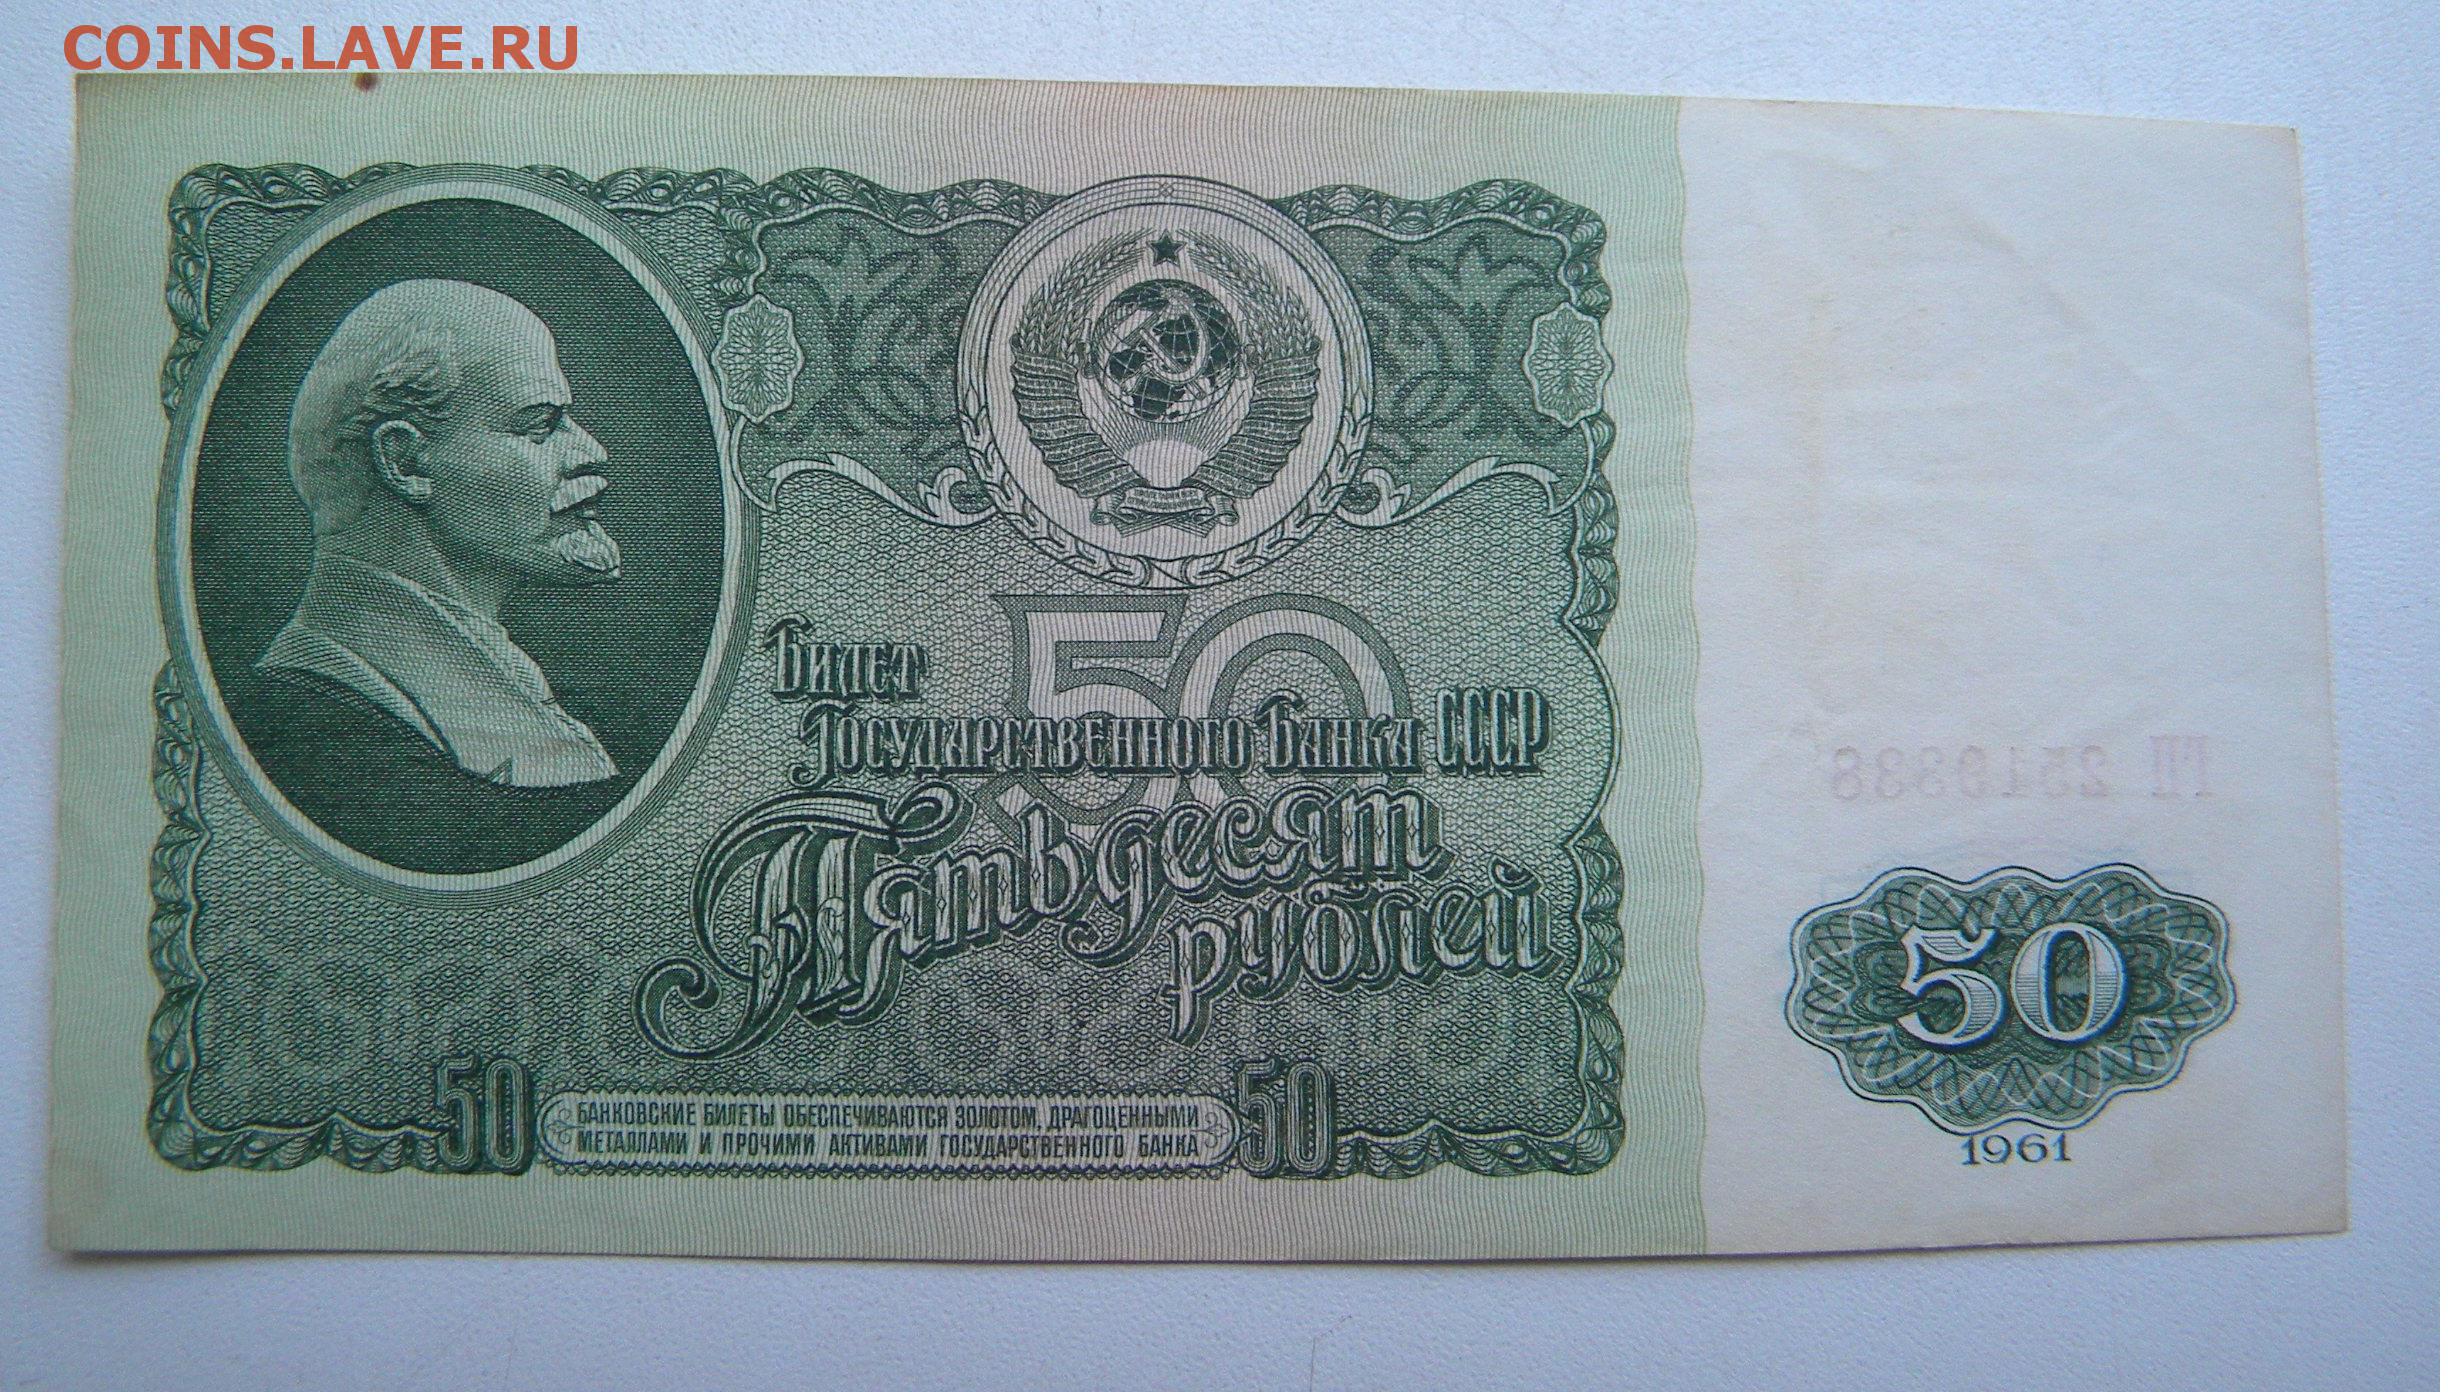 COINS.LAVE.RU
Билет
50
Государственного Банка СССР
Пятьдесят
рублей
50
50 БАНКОВСКИЕ БИЛЕТЫ ОБЕСПЕЧИВАЮТСЯ ЗОЛОТОМ, ДРАГОЦЕННЫМИ 50
МЕТАЛЛАМИ И ПРОЧИМИ АКТИВАМИ ГОСУДАРСТВЕННОГО БАНКА
1961